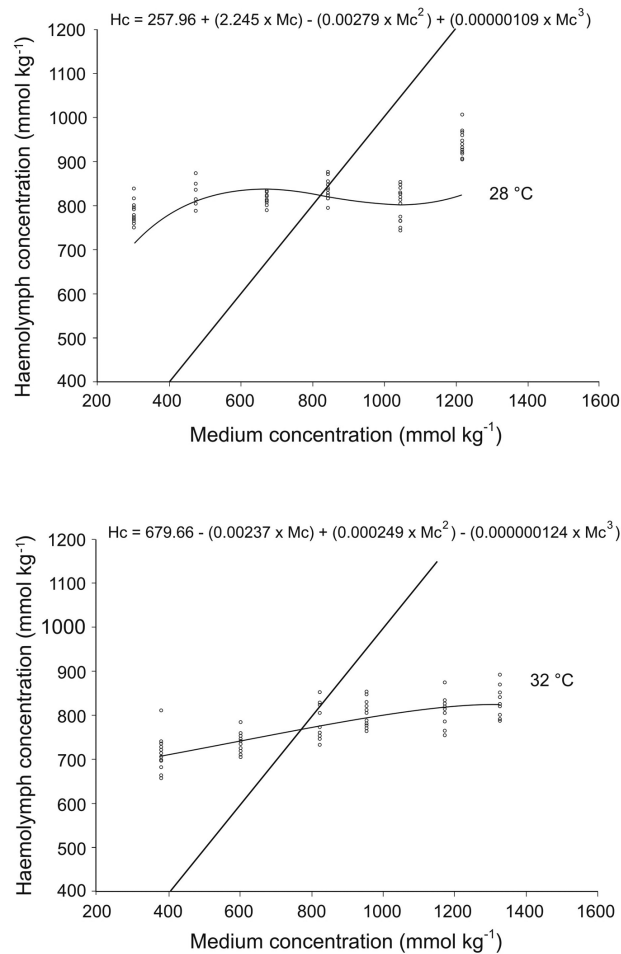 Hc = 257.96 + (2.245 x Mc) - (0.00279 x Mc²) + (0.00000109 x Mc³)
1200
1100
1000
900
800
700
600
500
400
Haemolymph concentration (mmol kg⁻¹)
28 °C
200 400 600 800 1000 1200 1400 1600
Medium concentration (mmol kg⁻¹)
Hc = 679.66 - (0.00237 x Mc) + (0.000249 x Mc²) - (0.000000124 x Mc³)
1200
1100
1000
900
800
700
600
500
400
Haemolymph concentration (mmol kg⁻¹)
32 °C
200 400 600 800 1000 1200 1400 1600
Medium concentration (mmol kg⁻¹)